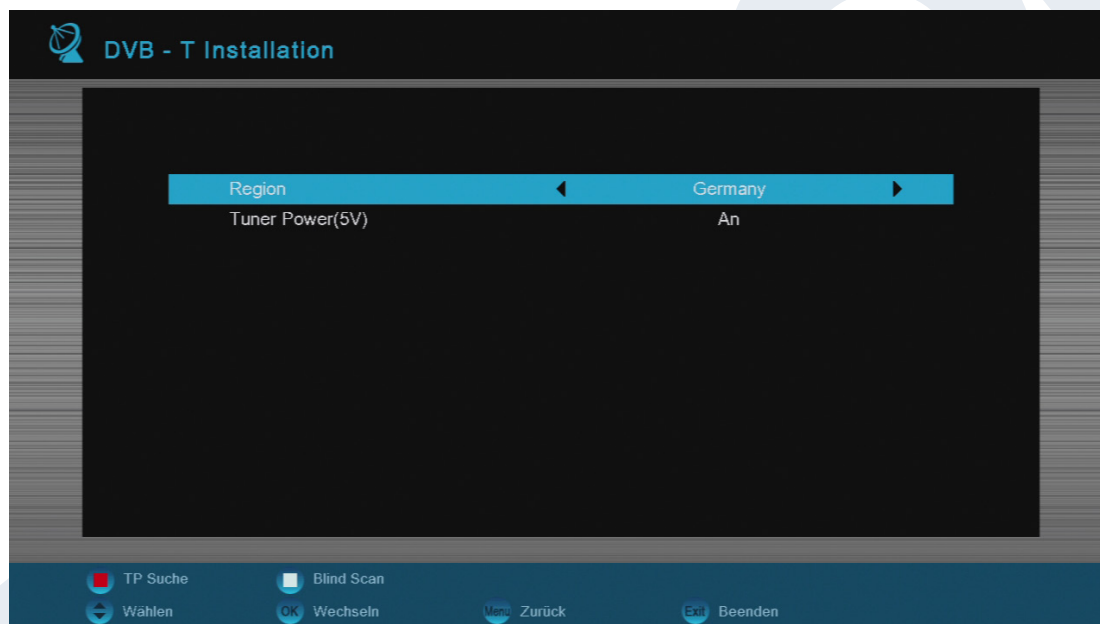 DVB - T Installation
Region Germany
Tuner Power(5V) An
TP Suche Blind Scan
Wählen OK Wechseln Menu Zurück Exit Beenden